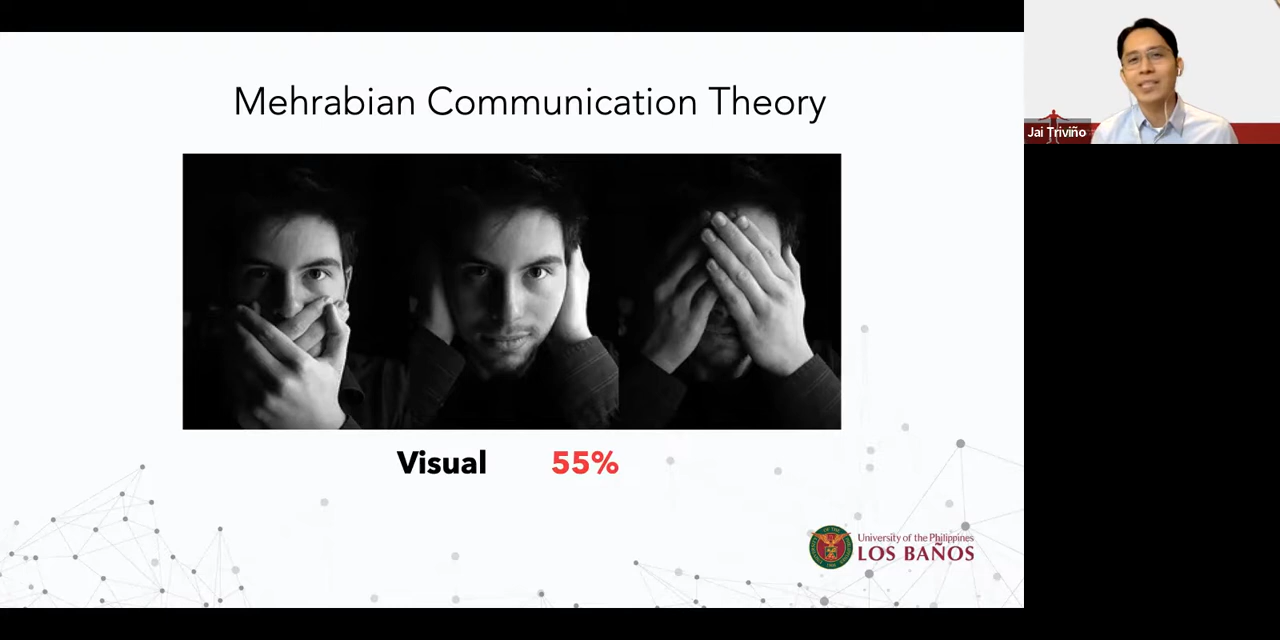 Mehrabian Communication Theory
Jai Triviño
Visual 55%
University of the Philippines
LOS BAÑOS